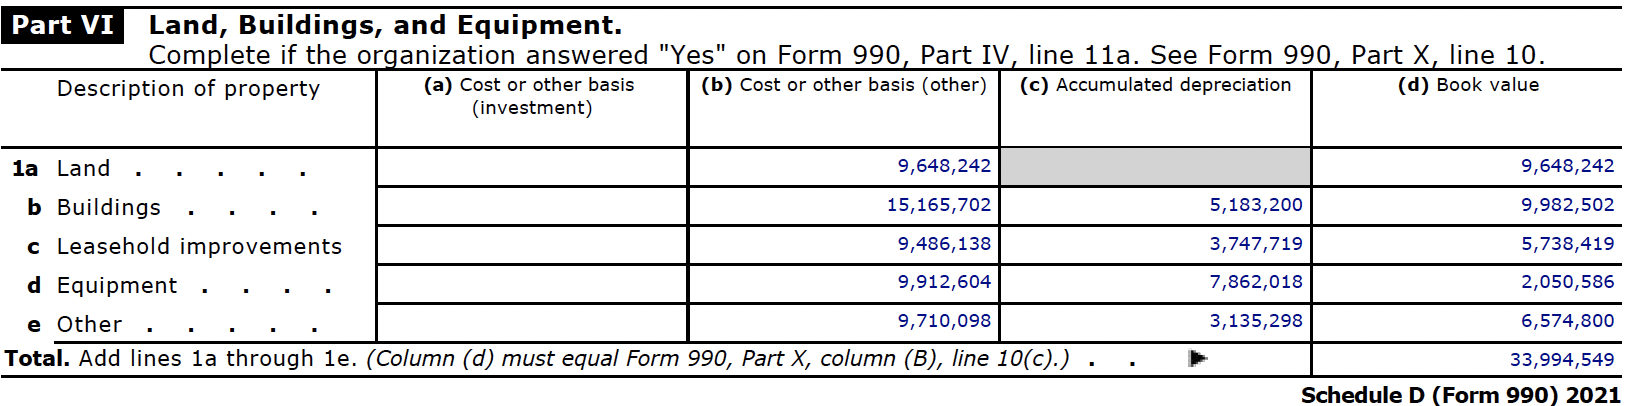 Part VI Land, Buildings, and Equipment.
Complete if the organization answered "Yes" on Form 990, Part IV, line 11a. See Form 990, Part X, line 10.
Description of property (a) Cost or other basis (investment) (b) Cost or other basis (other) (c) Accumulated depreciation (d) Book value
1a Land . . . . . 9,648,242 9,648,242
b Buildings . . . . 15,165,702 5,183,200 9,982,502
c Leasehold improvements 9,486,138 3,747,719 5,738,419
d Equipment . . . . 9,912,604 7,862,018 2,050,586
e Other . . . . . 9,710,098 3,135,298 6,574,800
Total. Add lines 1a through 1e. (Column (d) must equal Form 990, Part X, column (B), line 10(c).) . . ▶ 33,994,549
Schedule D (Form 990) 2021